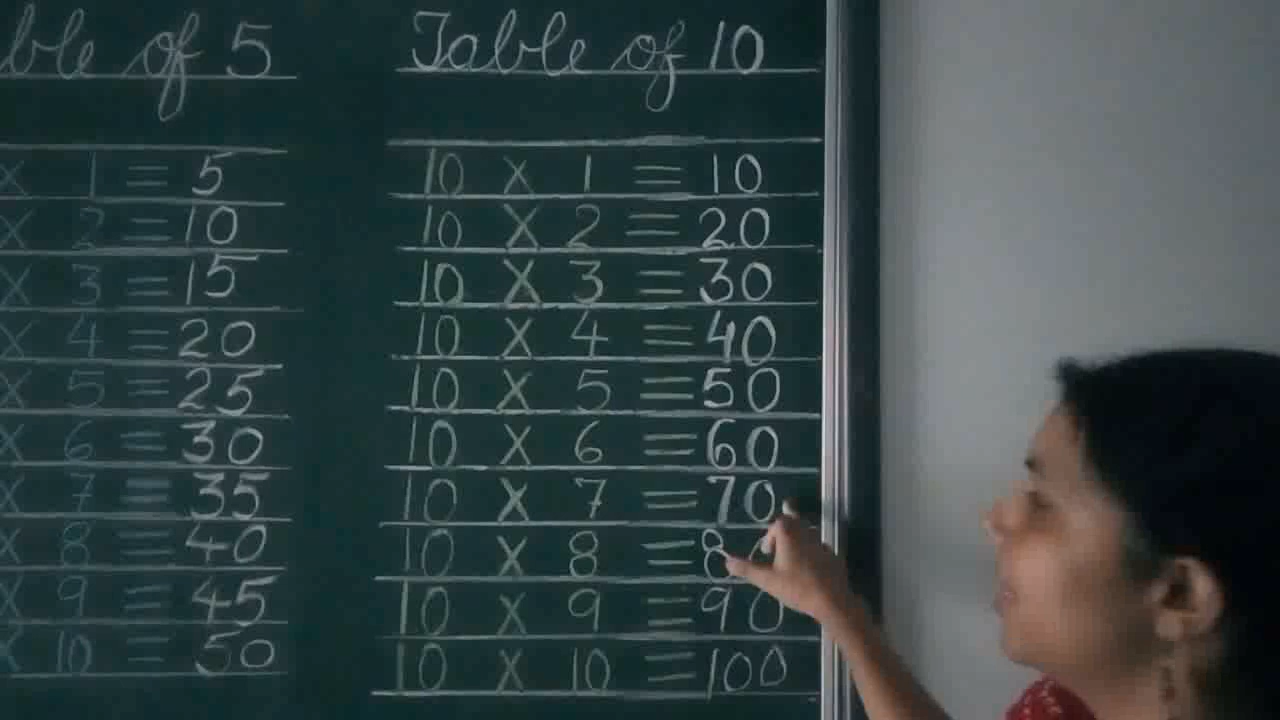 ble of 5
x 1 = 5
x 2 = 10
x 3 = 15
x 4 = 20
x 5 = 25
x 6 = 30
x 7 = 35
x 8 = 40
x 9 = 45
x 10 = 50
Table of 10
10 x 1 = 10
10 x 2 = 20
10 x 3 = 30
10 x 4 = 40
10 x 5 = 50
10 x 6 = 60
10 x 7 = 70
10 x 8 = 80
10 x 9 = 90
10 x 10 = 100